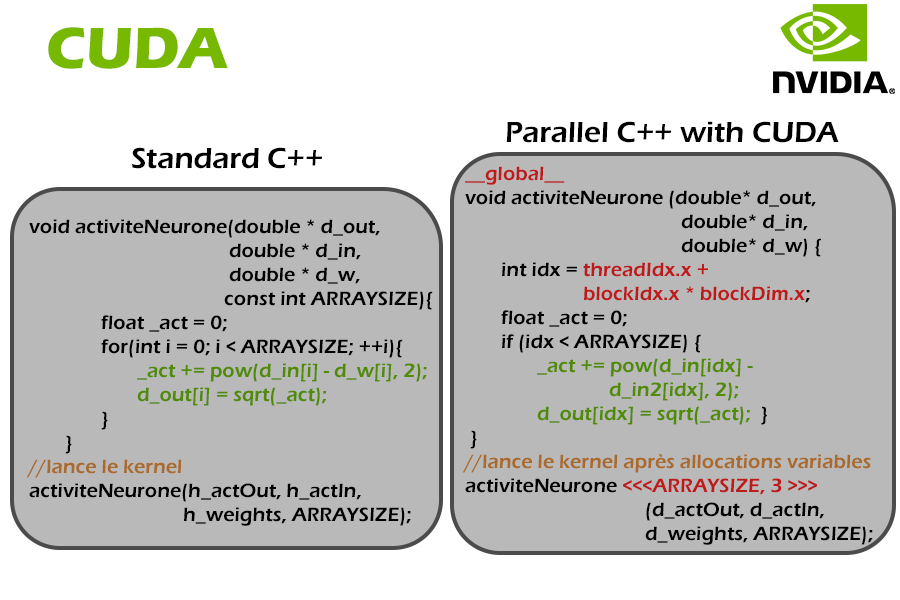 CUDA
NVIDIA®
Standard C++
void activiteNeurone(double * d_out,
double * d_in,
double * d_w,
const int ARRAYSIZE){
float _act = 0;
for(int i = 0; i < ARRAYSIZE; ++i){
_act += pow(d_in[i] - d_w[i], 2);
d_out[i] = sqrt(_act);
}
}
//lance le kernel
activiteNeurone(h_actOut, h_actIn,
h_weights, ARRAYSIZE);
Parallel C++ with CUDA
__global__
void activiteNeurone (double* d_out,
double* d_in,
double* d_w) {
int idx = threadIdx.x +
blockIdx.x * blockDim.x;
float _act = 0;
if (idx < ARRAYSIZE) {
_act += pow(d_in[idx] -
d_in2[idx], 2);
d_out[idx] = sqrt(_act); }
}
//lance le kernel après allocations variables
activiteNeurone <<<ARRAYSIZE, 3 >>>
(d_actOut, d_actIn,
d_weights, ARRAYSIZE);